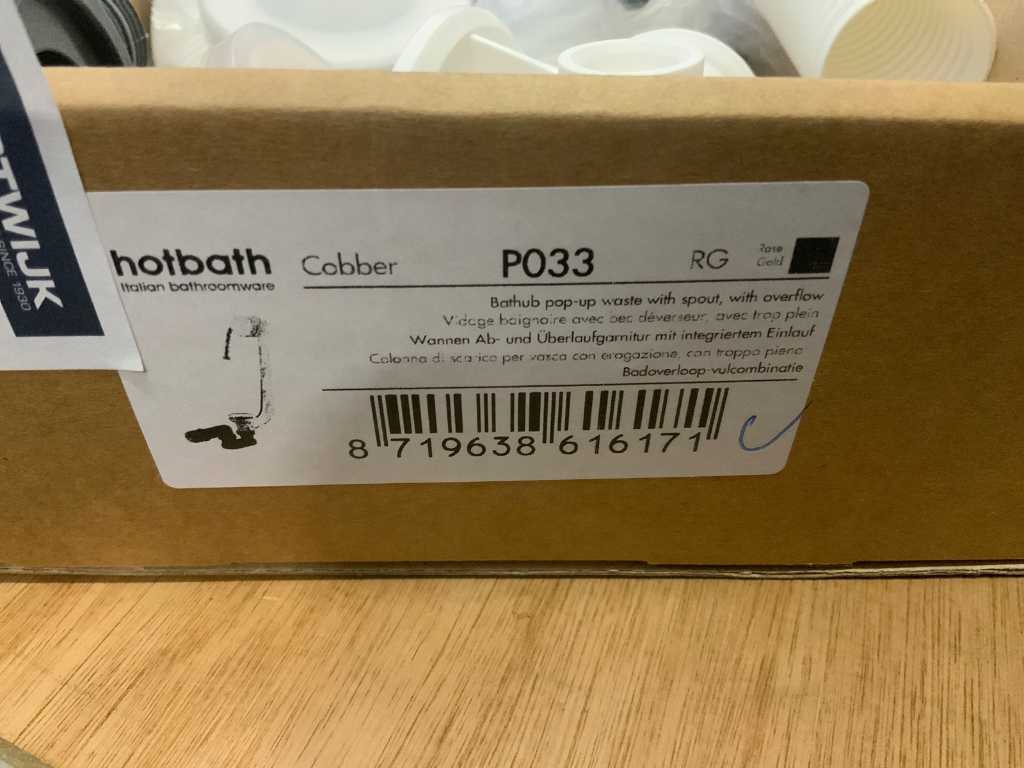 TWIJK
SINCE 1930
hotbath
Italian bathroomware
Cobber P033 RG Rose Gold
Bathub pop-up waste with spout, with overflow
Vidage baignoire avec bec déverseur, avec trop plein
Wannen Ab- und Überlaufgarnitur mit integriertem Einlauf
Colonna di scarico per vasca con erogazione, con troppo pieno
Badoverloop-vulcombinatie
8 719638 616171